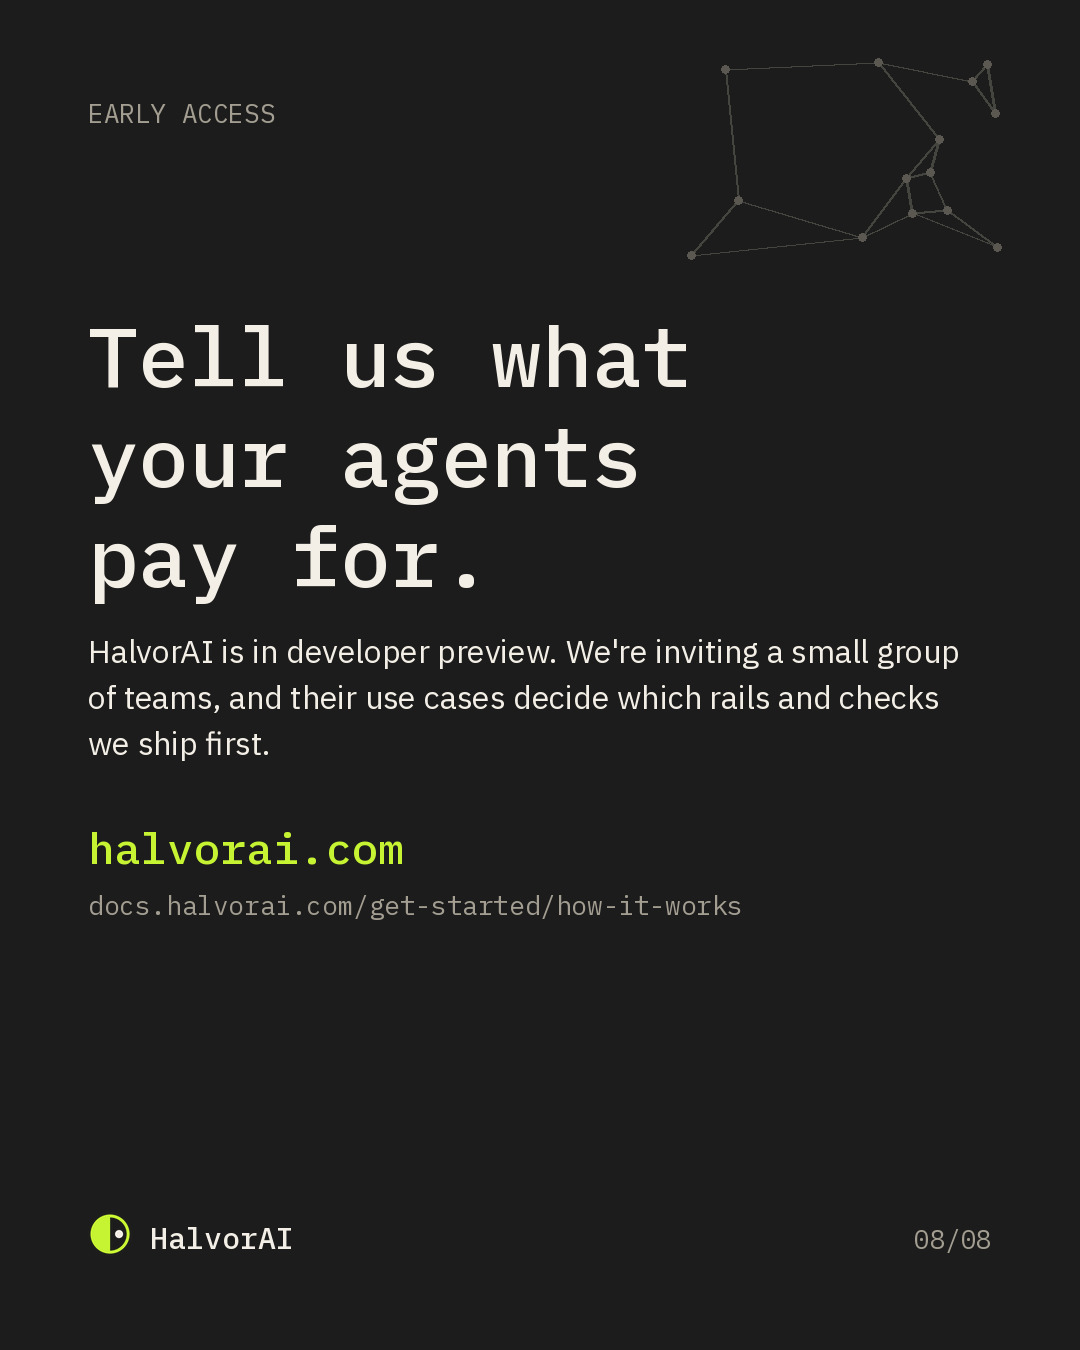 EARLY ACCESS
Tell us what
your agents
pay for.
HalvorAI is in developer preview. We're inviting a small group
of teams, and their use cases decide which rails and checks
we ship first.
halvorai.com
docs.halvorai.com/get-started/how-it-works
HalvorAI
08/08